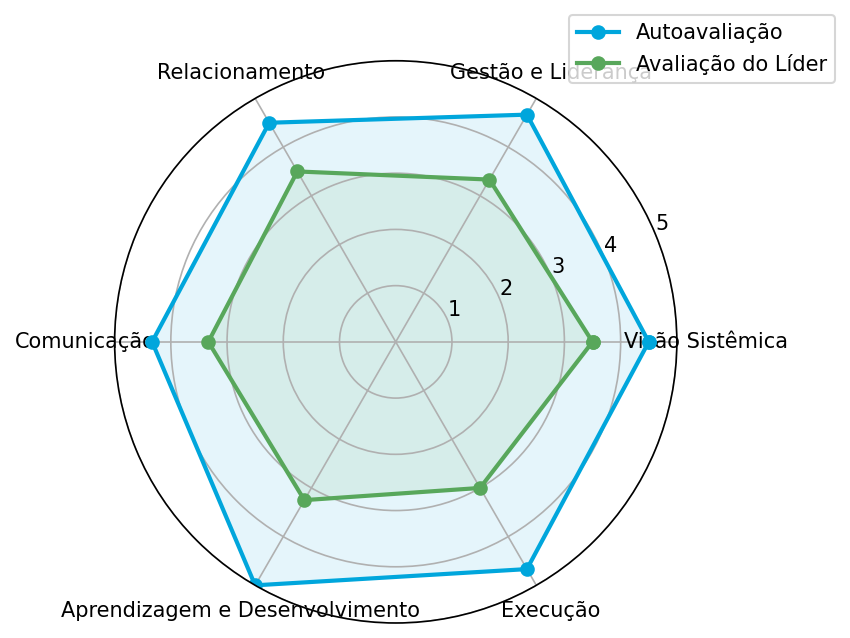 Autoavaliação
Avaliação do Líder
Relacionamento
Gestão e Liderança
5
4
3
2
1
Comunicação
Visão Sistêmica
Aprendizagem e Desenvolvimento
Execução